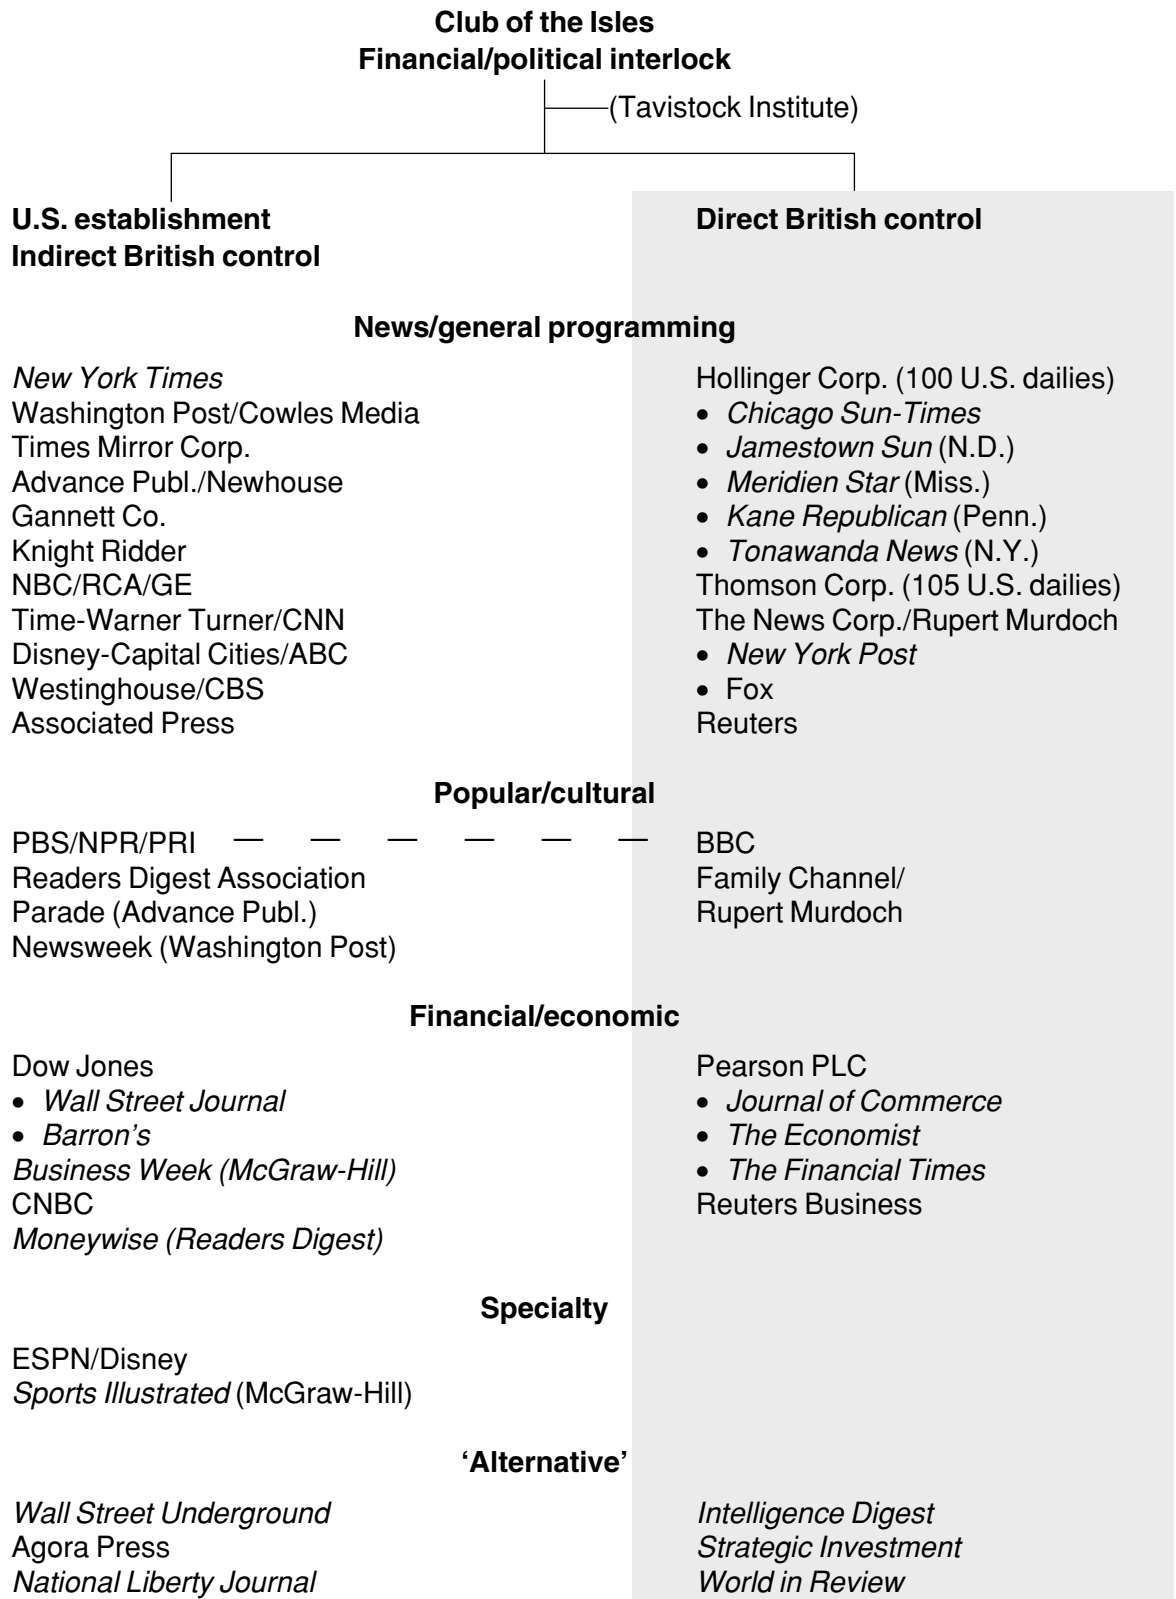 Club of the Isles
Financial/political interlock
(Tavistock Institute)
U.S. establishment
Indirect British control
Direct British control
News/general programming
New York Times
Washington Post/Cowles Media
Times Mirror Corp.
Advance Publ./Newhouse
Gannett Co.
Knight Ridder
NBC/RCA/GE
Time-Warner Turner/CNN
Disney-Capital Cities/ABC
Westinghouse/CBS
Associated Press
Hollinger Corp. (100 U.S. dailies)
• Chicago Sun-Times
• Jamestown Sun (N.D.)
• Meridien Star (Miss.)
• Kane Republican (Penn.)
• Tonawanda News (N.Y.)
Thomson Corp. (105 U.S. dailies)
The News Corp./Rupert Murdoch
• New York Post
• Fox
Reuters
Popular/cultural
PBS/NPR/PRI — — — — — —
Readers Digest Association
Parade (Advance Publ.)
Newsweek (Washington Post)
BBC
Family Channel/
Rupert Murdoch
Financial/economic
Dow Jones
• Wall Street Journal
• Barron's
Business Week (McGraw-Hill)
CNBC
Moneywise (Readers Digest)
Pearson PLC
• Journal of Commerce
• The Economist
• The Financial Times
Reuters Business
Specialty
ESPN/Disney
Sports Illustrated (McGraw-Hill)
‘Alternative’
Wall Street Underground
Agora Press
National Liberty Journal
Intelligence Digest
Strategic Investment
World in Review